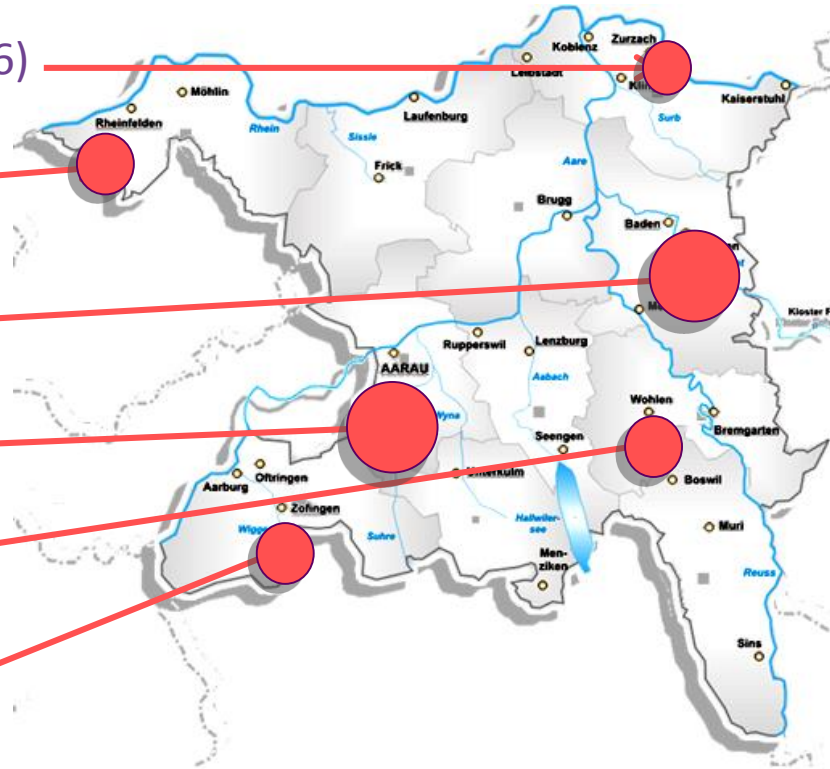 6)
Koblenz
Zurzach
Leibstadt
Kaiserstuhl
Möhlin
Laufenburg
Rheinfelden
Rhein
Sissle
Surb
Frick
Aare
Brugg
Baden
Rupperswil
Lenzburg
AARAU
Aabach
Wyna
Wohlen
Bremgarten
Seengen
Unterkulm
Oftringen
Aarburg
Boswil
Zofingen
Suhre
Hallwiler-
see
Muri
Men-
ziken
Reuss
Sins